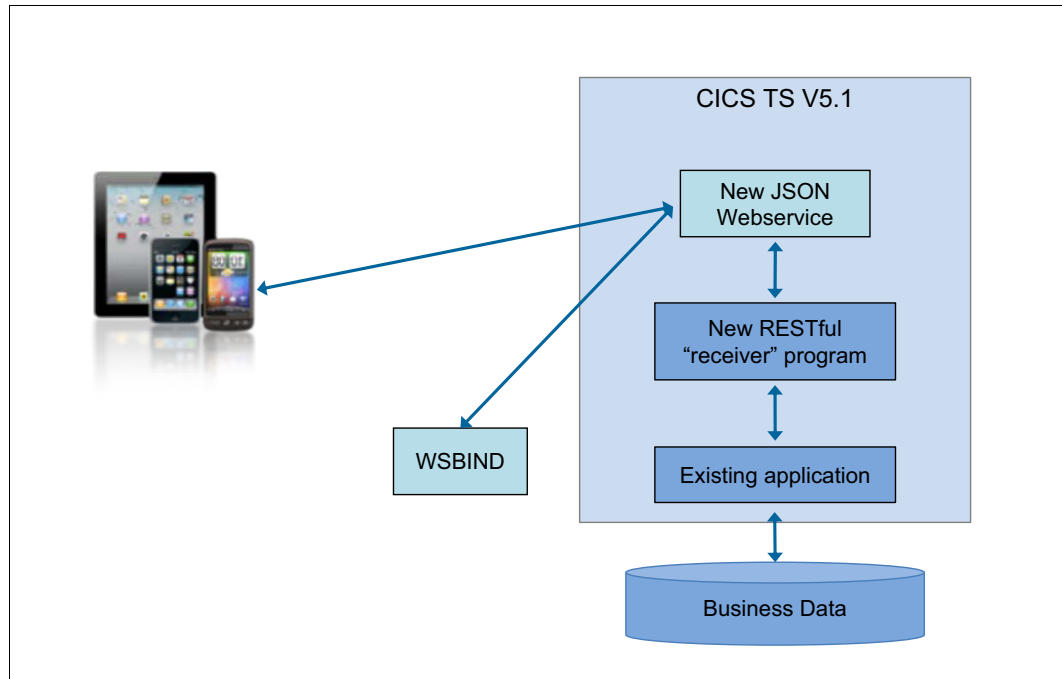 CICS TS V5.1
New JSON
Webservice
New RESTful
“receiver” program
WSBIND
Existing application
Business Data